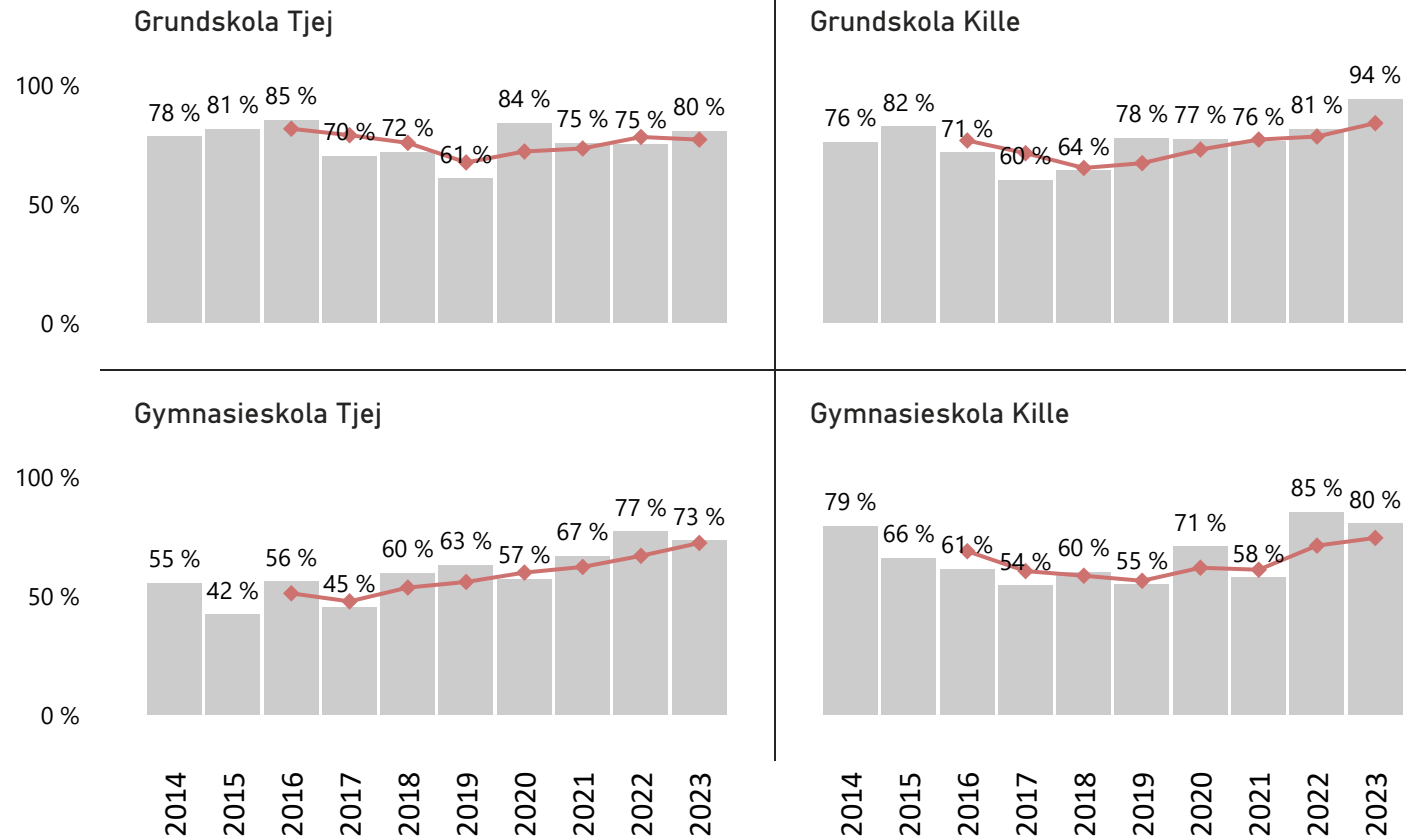 Grundskola Tjej
100 %
50 %
0 %
78 % 81 % 85 % 70 % 72 % 61 % 84 % 75 % 75 % 80 %
Grundskola Kille
76 % 82 % 71 % 60 % 64 % 78 % 77 % 76 % 81 % 94 %
Gymnasieskola Tjej
100 %
50 %
0 %
55 % 42 % 56 % 45 % 60 % 63 % 57 % 67 % 77 % 73 %
2014 2015 2016 2017 2018 2019 2020 2021 2022 2023
Gymnasieskola Kille
79 % 66 % 61 % 54 % 60 % 55 % 71 % 58 % 85 % 80 %
2014 2015 2016 2017 2018 2019 2020 2021 2022 2023